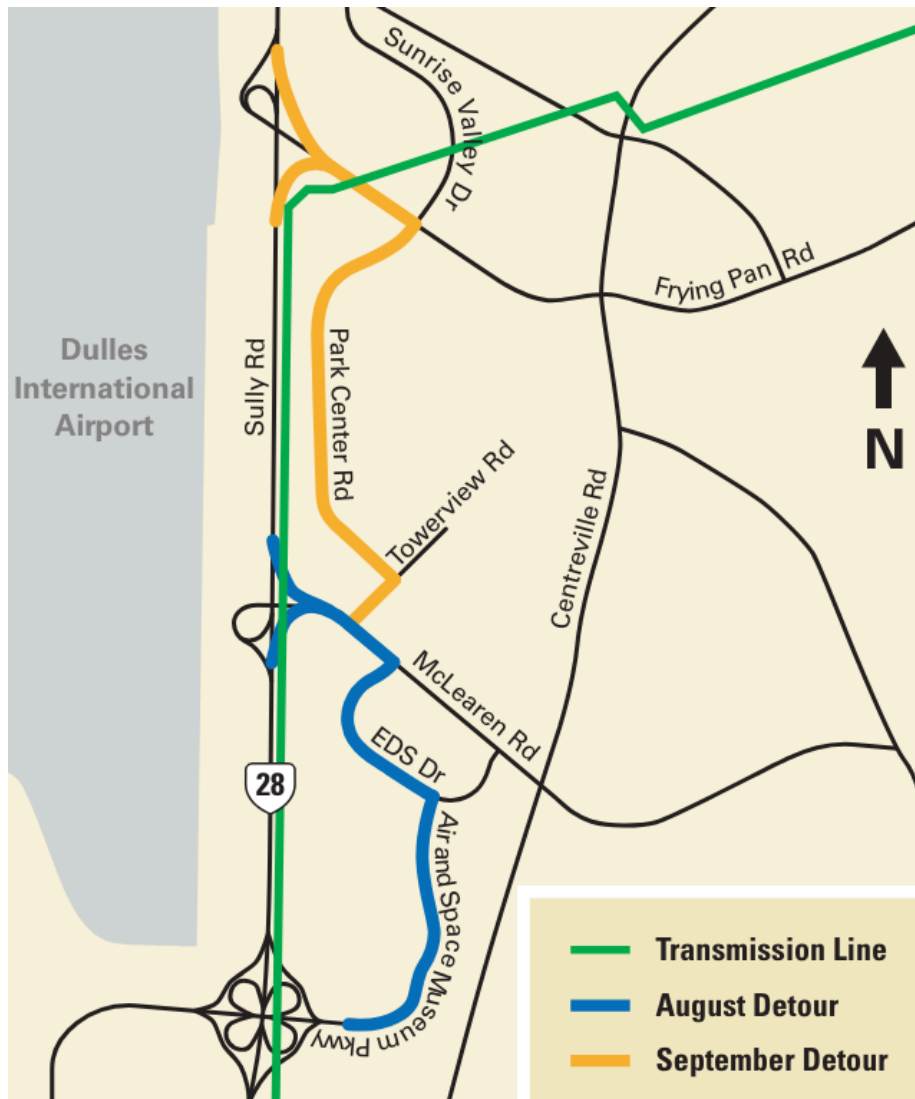 Sunrise Valley Dr
Frying Pan Rd
Dulles
International
Airport
Sully Rd
Park Center Rd
Towerview Rd
N
Centreville Rd
McLearen Rd
EDS Dr
28
Air and Space Museum Pkwy
Transmission Line
August Detour
September Detour